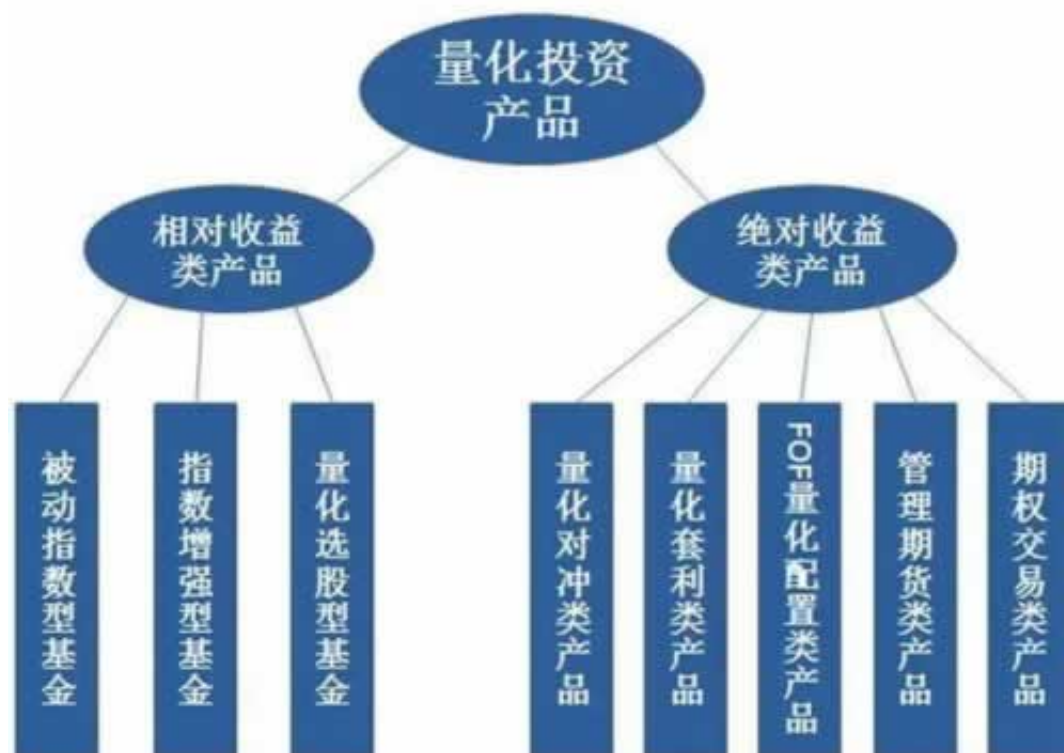 量化投资
产品
相对收益
类产品
绝对收益
类产品
被动指数型基金
指数增强型基金
量化选股型基金
量化对冲类产品
量化套利类产品
FOF量化配置类产品
管理期货类产品
期权交易类产品